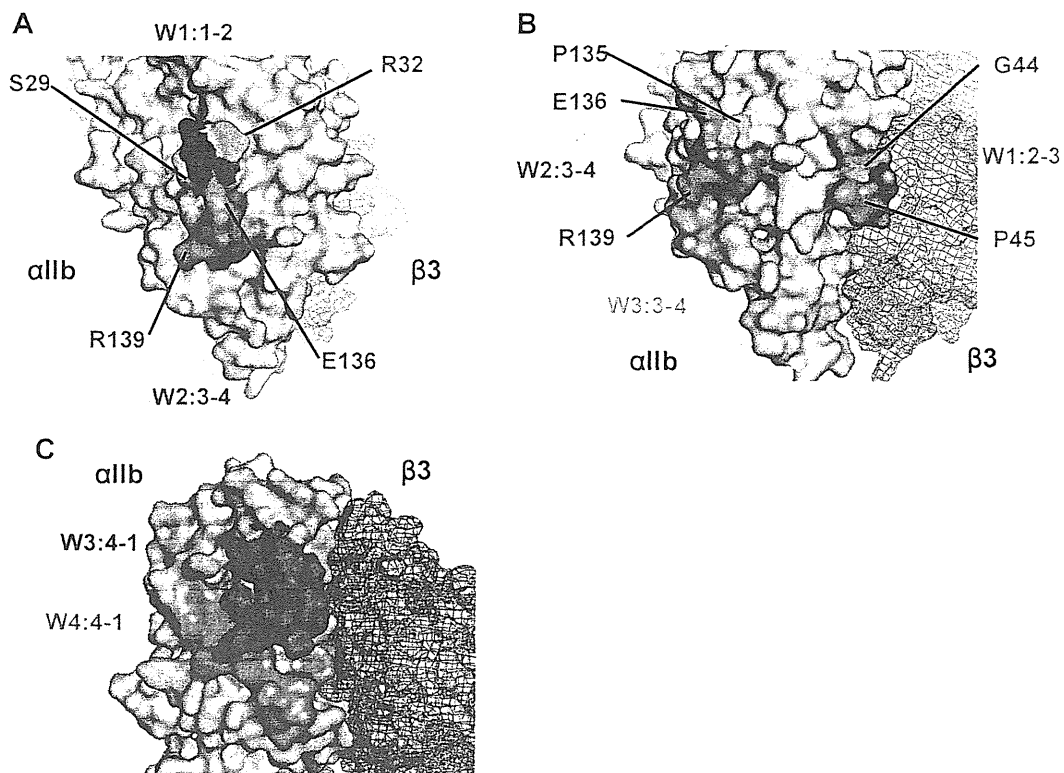 A
W1:1-2
S29
R32
αIIb
β3
R139
E136
W2:3-4
B
P135
G44
E136
W1:2-3
W2:3-4
R139
P45
W3:3-4
αIIb
β3
C
αIIb
β3
W3:4-1
W4:4-1